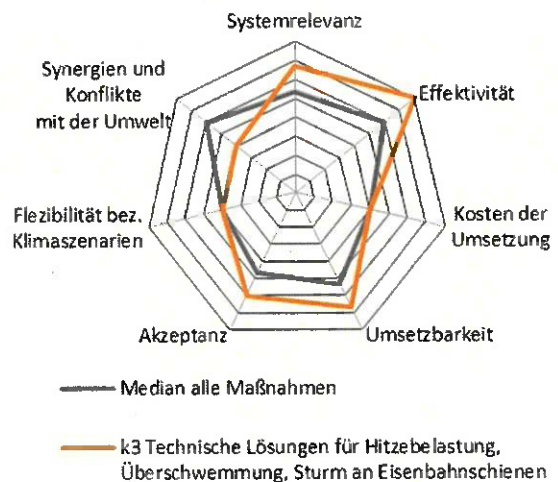 Systemrelevanz
Synergien und
Konflikte
mit der Umwelt
Effektivität
Flezibilität bez.
Klimaszenarien
Kosten der
Umsetzung
Akzeptanz
Umsetzbarkeit
Median alle Maßnahmen
k3 Technische Lösungen für Hitzebelastung,
Überschwemmung, Sturm an Eisenbahnschienen